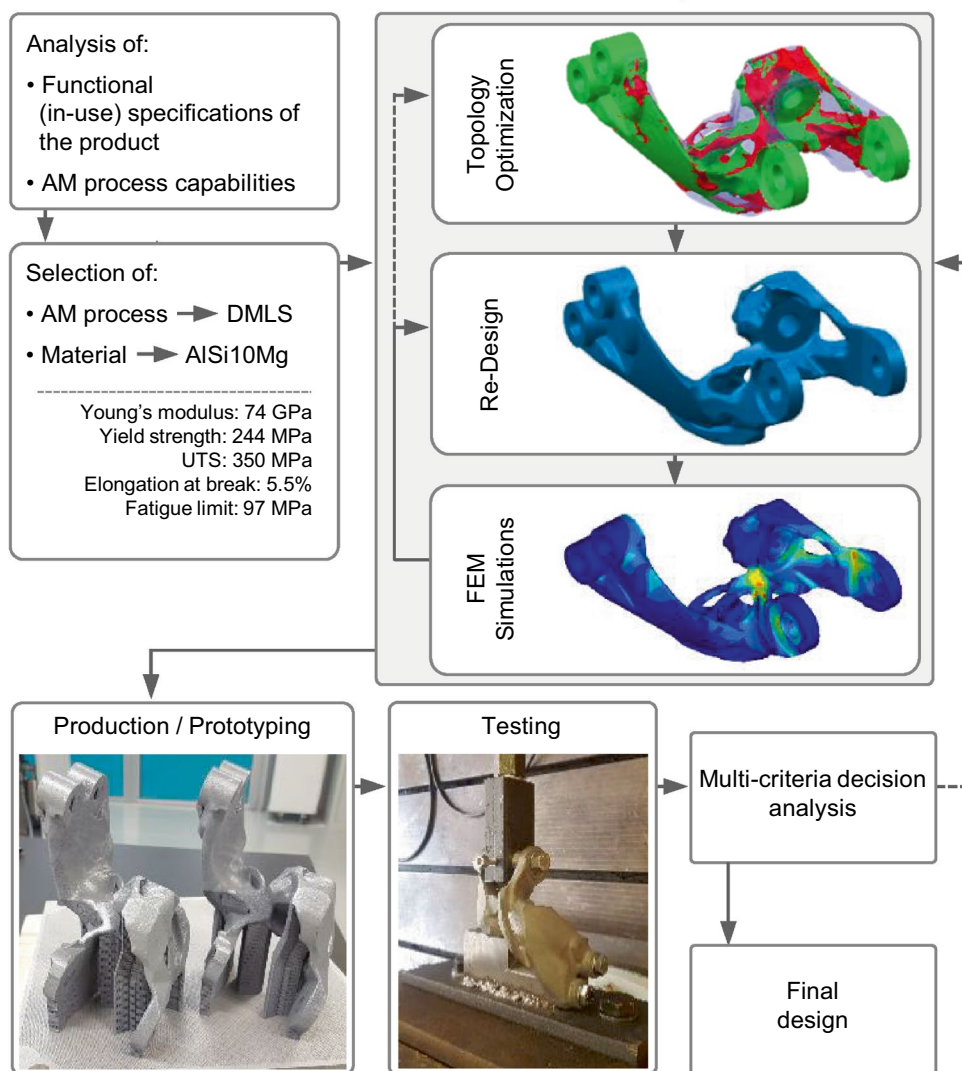 Analysis of:
• Functional
(in-use) specifications of
the product
• AM process capabilities
Selection of:
• AM process DMLS
• Material AlSi10Mg
Young's modulus: 74 GPa
Yield strength: 244 MPa
UTS: 350 MPa
Elongation at break: 5.5%
Fatigue limit: 97 MPa
Topology
Optimization
Re-Design
FEM
Simulations
Production / Prototyping
Testing
Multi-criteria decision
analysis
Final
design